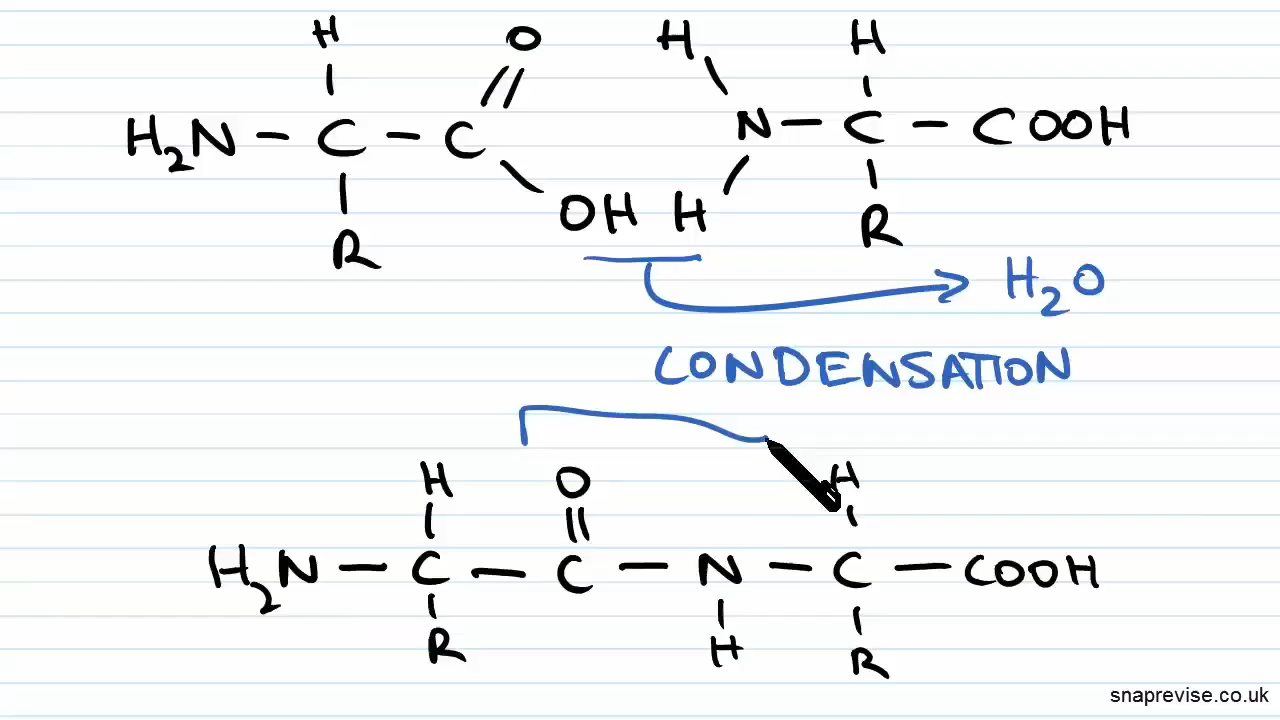 H O H H
H₂N – C – C N – C – COOH
OH H
R R
H₂O
CONDENSATION
H O H
H₂N – C – C – N – C – COOH
R H R
snaprevise.co.uk